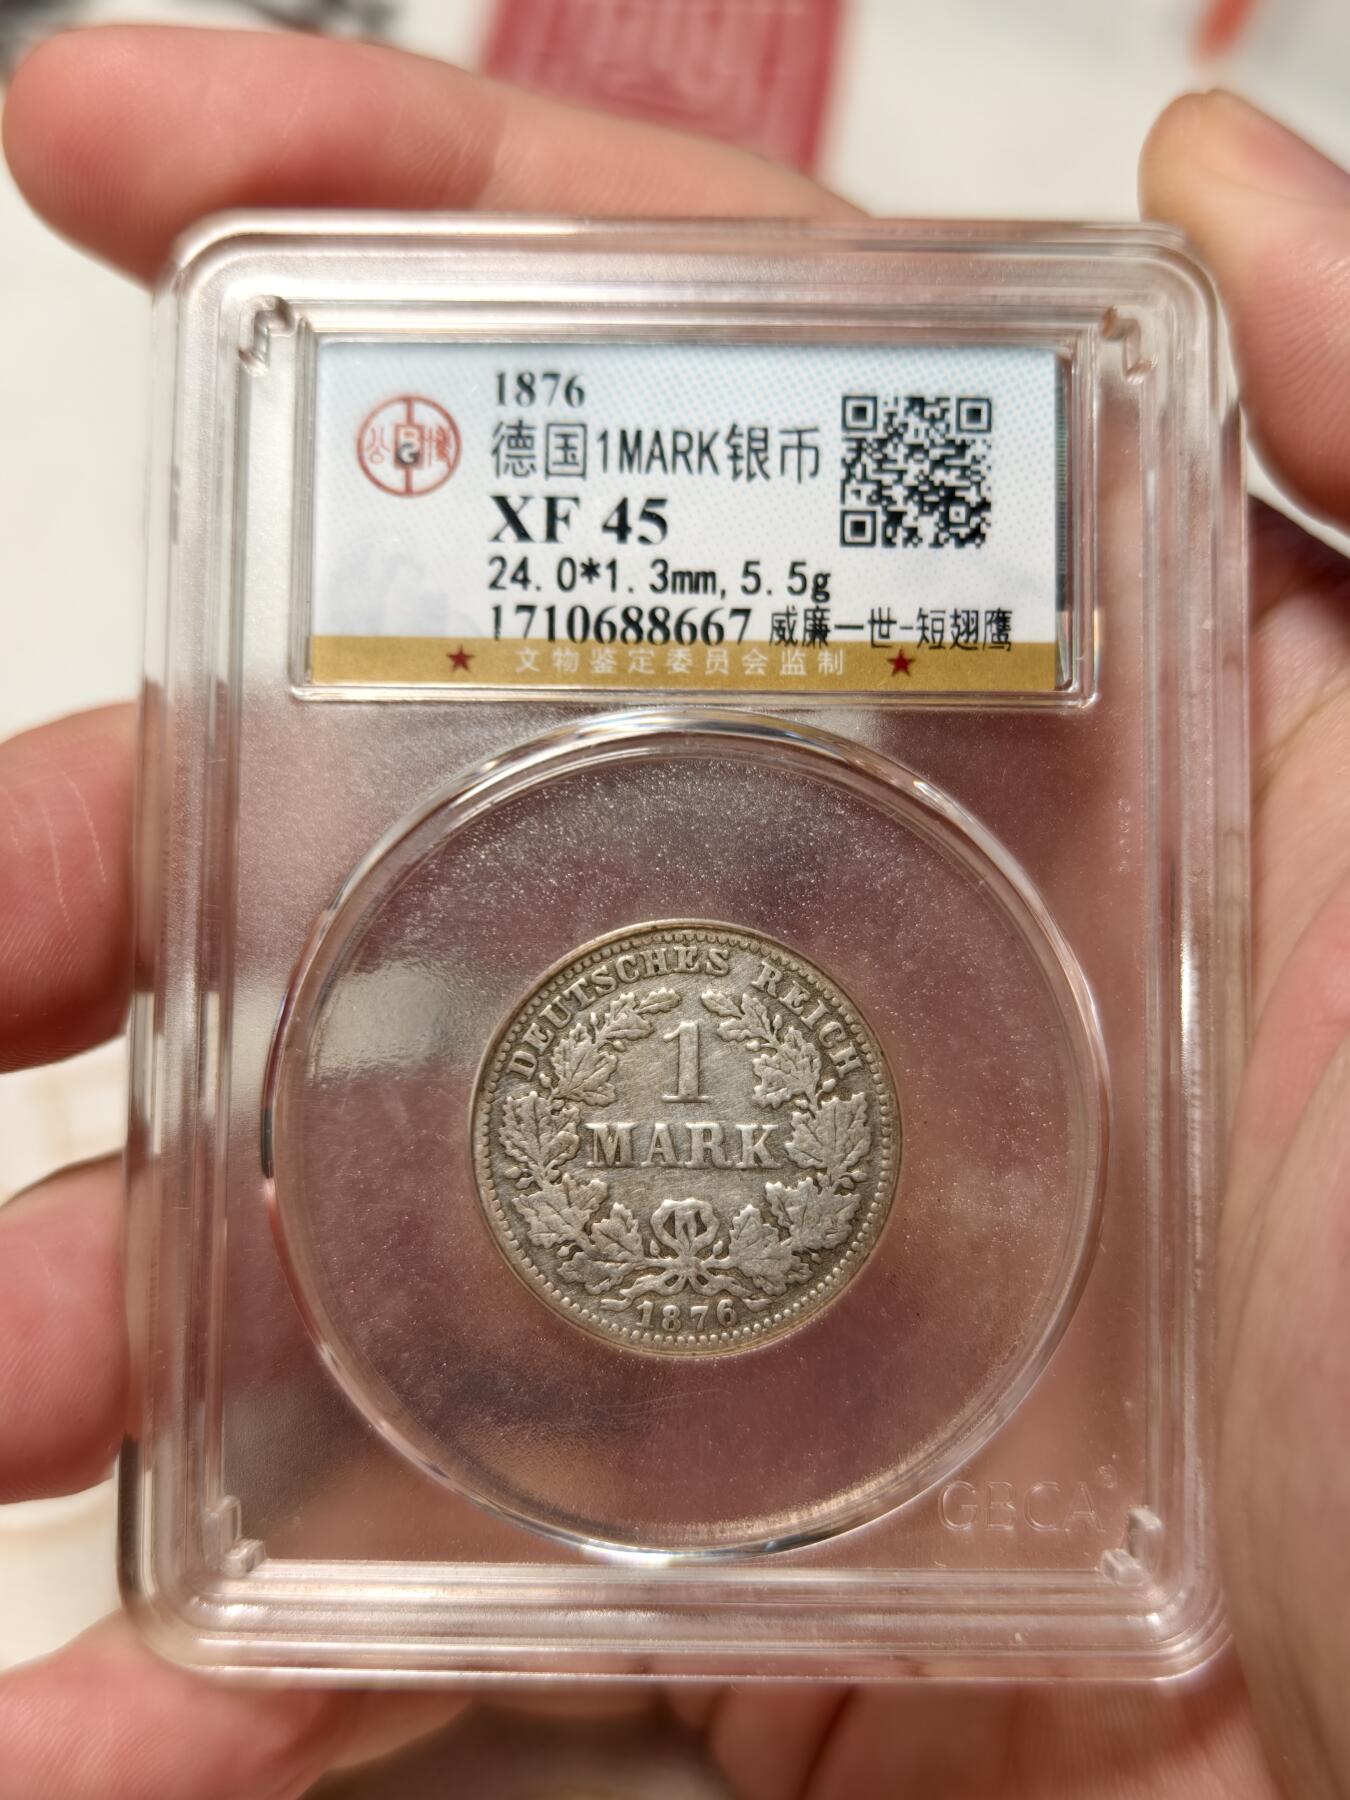 1876
德国1MARK银币
XF 45
24.0*1.3mm,5.5g
1710688667 威廉一世-短翅鹰
★ 文物鉴定委员会监制 ★
公 G 博
DEUTSCHES REICH
1
MARK
1876
GBCA®